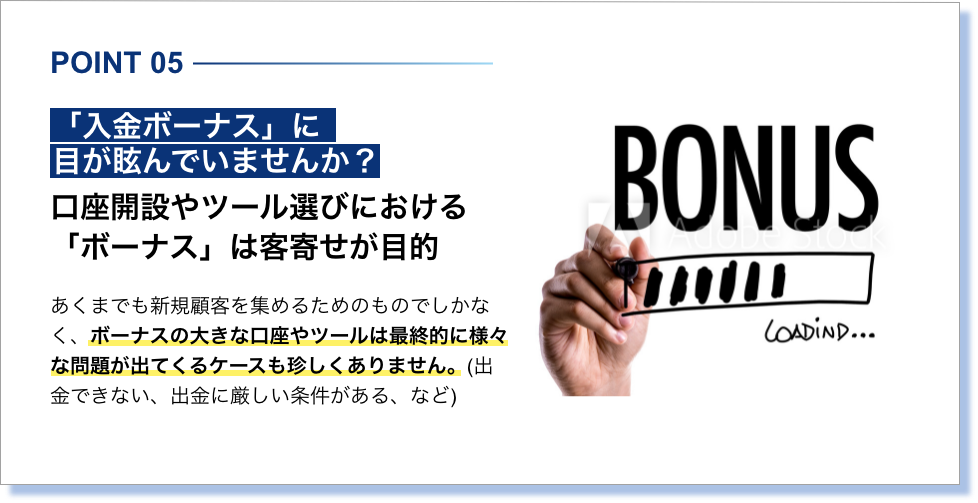 POINT 05
「入金ボーナス」に
目が眩んでいませんか？
口座開設やツール選びにおける
「ボーナス」は客寄せが目的
あくまでも新規顧客を集めるためのものでしかな
く、ボーナスの大きな口座やツールは最終的に様々
な問題が出てくるケースも珍しくありません。(出
金できない、出金に厳しい条件がある、など)
BONUS
Adobe Stock
LOADIND...